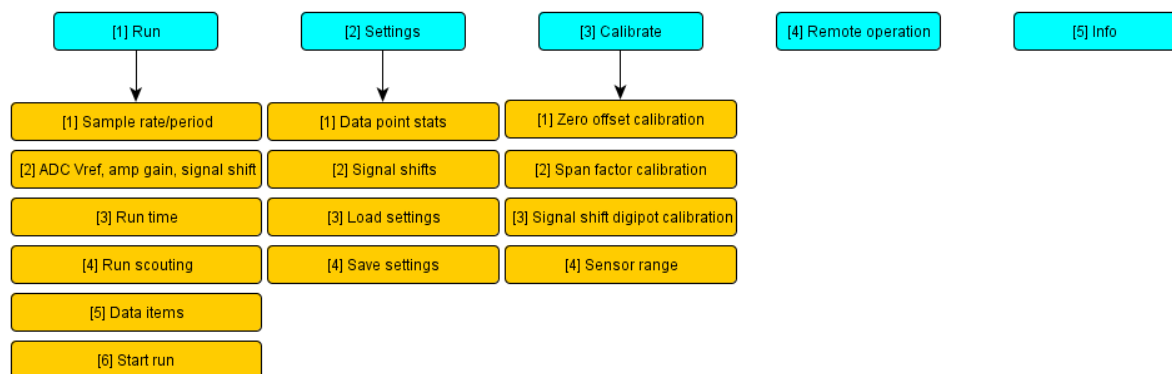 [1] Run
[2] Settings
[3] Calibrate
[4] Remote operation
[5] Info
[1] Sample rate/period
[2] ADC Vref, amp gain, signal shift
[3] Run time
[4] Run scouting
[5] Data items
[6] Start run
[1] Data point stats
[2] Signal shifts
[3] Load settings
[4] Save settings
[1] Zero offset calibration
[2] Span factor calibration
[3] Signal shift digipot calibration
[4] Sensor range